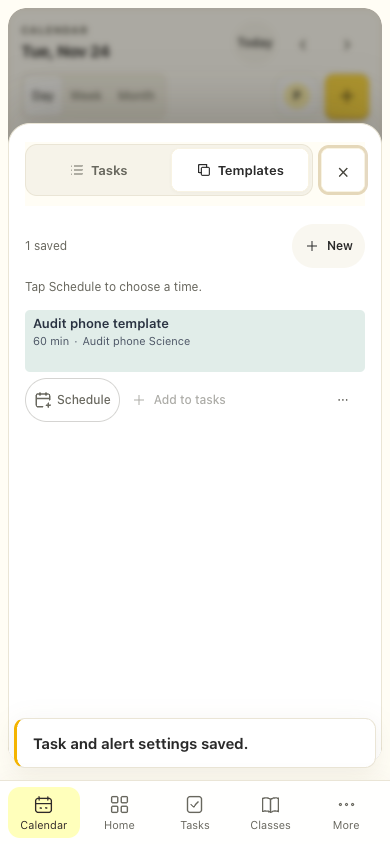 CALENDAR
Tue, Nov 24
Today
Day Week Month
Tasks Templates
1 saved
New
Tap Schedule to choose a time.
Audit phone template
60 min · Audit phone Science
Schedule Add to tasks
Task and alert settings saved.
Calendar Home Tasks Classes More